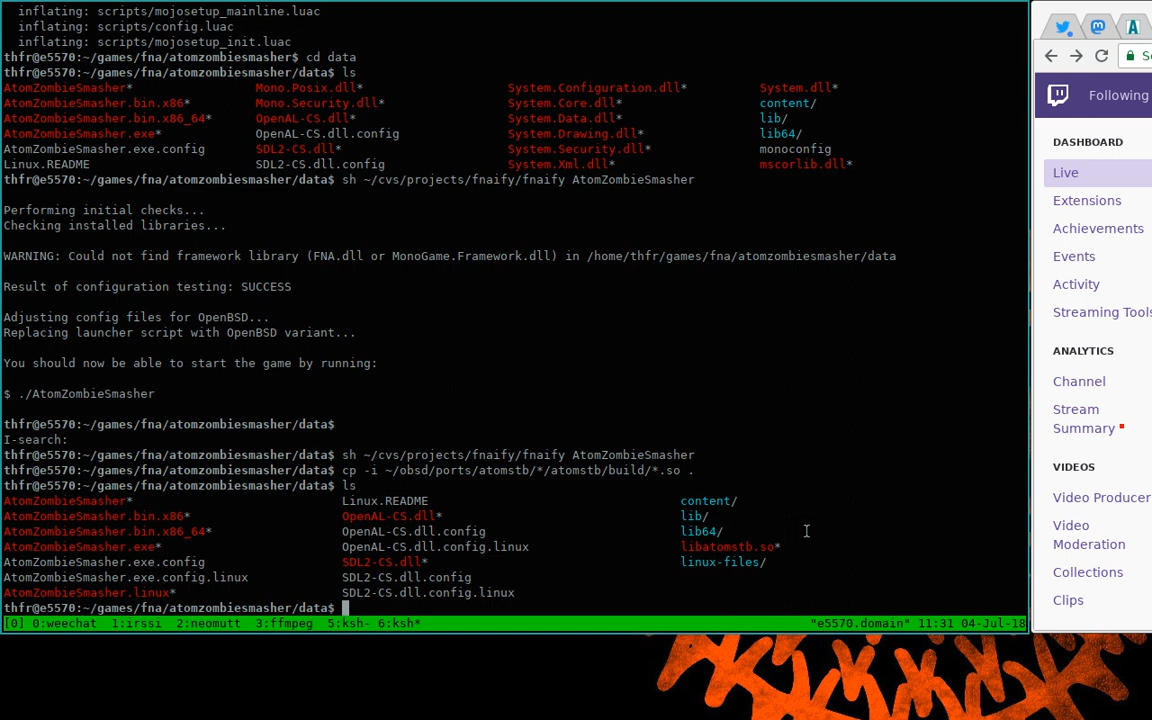 inflating: scripts/mojosetup_mainline.luac
inflating: scripts/config.luac
inflating: scripts/mojosetup_init.luac
thfr@e5570:~/games/fna/atomzombiesmasher$ cd data
thfr@e5570:~/games/fna/atomzombiesmasher/data$ ls
AtomZombieSmasher* Mono.Posix.dll* System.Configuration.dll* System.dll*
AtomZombieSmasher.bin.x86* Mono.Security.dll* System.Core.dll* content/
AtomZombieSmasher.bin.x86_64* OpenAL-CS.dll* System.Data.dll* lib/
AtomZombieSmasher.exe* OpenAL-CS.dll.config System.Drawing.dll* lib64/
AtomZombieSmasher.exe.config SDL2-CS.dll* System.Security.dll* monoconfig
Linux.README SDL2-CS.dll.config System.Xml.dll* mscorlib.dll*
thfr@e5570:~/games/fna/atomzombiesmasher/data$ sh ~/cvs/projects/fnaify/fnaify AtomZombieSmasher
Performing initial checks...
Checking installed libraries...
WARNING: Could not find framework library (FNA.dll or MonoGame.Framework.dll) in /home/thfr/games/fna/atomzombiesmasher/data
Result of configuration testing: SUCCESS
Adjusting config files for OpenBSD...
Replacing launcher script with OpenBSD variant...
You should now be able to start the game by running:
$ ./AtomZombieSmasher
thfr@e5570:~/games/fna/atomzombiesmasher/data$
I-search:
thfr@e5570:~/games/fna/atomzombiesmasher/data$ sh ~/cvs/projects/fnaify/fnaify AtomZombieSmasher
thfr@e5570:~/games/fna/atomzombiesmasher/data$ cp -i ~/obsd/ports/atomstb/*/atomstb/build/*.so .
thfr@e5570:~/games/fna/atomzombiesmasher/data$ ls
AtomZombieSmasher* Linux.README content/
AtomZombieSmasher.bin.x86* OpenAL-CS.dll* lib/
AtomZombieSmasher.bin.x86_64* OpenAL-CS.dll.config lib64/
AtomZombieSmasher.exe* OpenAL-CS.dll.config.linux libatomstb.so*
AtomZombieSmasher.exe.config SDL2-CS.dll* linux-files/
AtomZombieSmasher.exe.config.linux SDL2-CS.dll.config
AtomZombieSmasher.linux* SDL2-CS.dll.config.linux
thfr@e5570:~/games/fna/atomzombiesmasher/data$
[0] 0:weechat 1:irssi 2:neomutt 3:ffmpeg 5:ksh- 6:ksh* "e5570.domain" 11:31 04-Jul-18
Following
DASHBOARD
Live
Extensions
Achievements
Events
Activity
Streaming Tools
ANALYTICS
Channel
Stream
Summary
VIDEOS
Video Producer
Video
Moderation
Collections
Clips